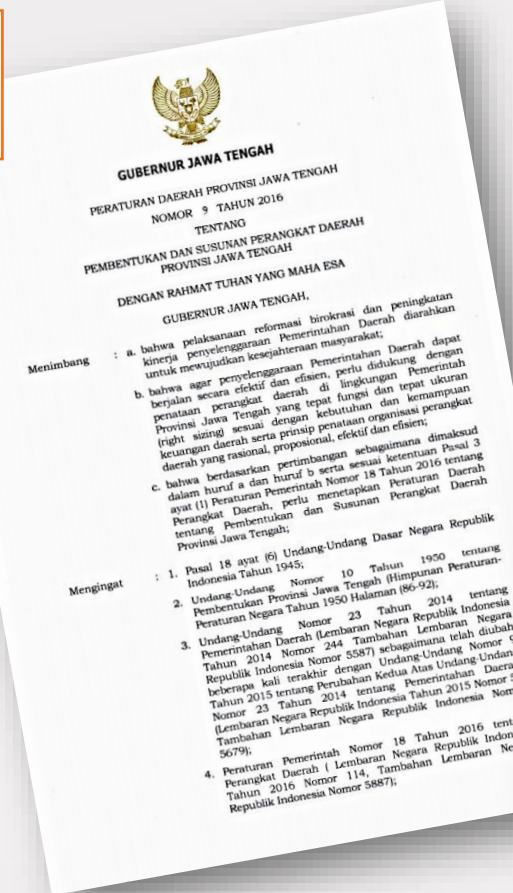 GUBERNUR JAWA TENGAH
PERATURAN DAERAH PROVINSI JAWA TENGAH
NOMOR 9 TAHUN 2016
TENTANG
PEMBENTUKAN DAN SUSUNAN PERANGKAT DAERAH
PROVINSI JAWA TENGAH
DENGAN RAHMAT TUHAN YANG MAHA ESA
GUBERNUR JAWA TENGAH,
Menimbang : a. bahwa pelaksanaan reformasi birokrasi dan peningkatan
kinerja penyelenggaraan Pemerintahan Daerah diarahkan
untuk mewujudkan kesejahteraan masyarakat;
b. bahwa agar penyelenggaraan Pemerintahan Daerah dapat
berjalan secara efektif dan efisien, perlu didukung dengan
penataan perangkat daerah di lingkungan Pemerintah
Provinsi Jawa Tengah yang tepat fungsi dan tepat ukuran
(right sizing) sesuai dengan kebutuhan dan kemampuan
keuangan daerah serta prinsip penataan organisasi perangkat
daerah yang rasional, proposional, efektif dan efisien;
c. bahwa berdasarkan pertimbangan sebagaimana dimaksud
dalam huruf a dan huruf b serta sesuai ketentuan Pasal 3
ayat (1) Peraturan Pemerintah Nomor 18 Tahun 2016 tentang
Perangkat Daerah, perlu menetapkan Peraturan Daerah
tentang Pembentukan dan Susunan Perangkat Daerah
Provinsi Jawa Tengah;
Mengingat : 1. Pasal 18 ayat (6) Undang-Undang Dasar Negara Republik
Indonesia Tahun 1945;
2. Undang-Undang Nomor 10 Tahun 1950 tentang
Pembentukan Provinsi Jawa Tengah (Himpunan Peraturan-
Peraturan Negara Tahun 1950 Halaman (86-92);
3. Undang-Undang Nomor 23 Tahun 2014 tentang
Pemerintahan Daerah (Lembaran Negara Republik Indonesia
Tahun 2014 Nomor 244 Tambahan Lembaran Negara
Republik Indonesia Nomor 5587) sebagaimana telah diubah
beberapa kali terakhir dengan Undang-Undang Nomor 9
Tahun 2015 tentang Perubahan Kedua Atas Undang-Undan
Nomor 23 Tahun 2014 tentang Pemerintahan Daera
(Lembaran Negara Republik Indonesia Tahun 2015 Nomor 5
Tambahan Lembaran Negara Republik Indonesia Nom
5679);
4. Peraturan Pemerintah Nomor 18 Tahun 2016 tenta
Perangkat Daerah ( Lembaran Negara Republik Indon
Tahun 2016 Nomor 114, Tambahan Lembaran Ne
Republik Indonesia Nomor 5887);